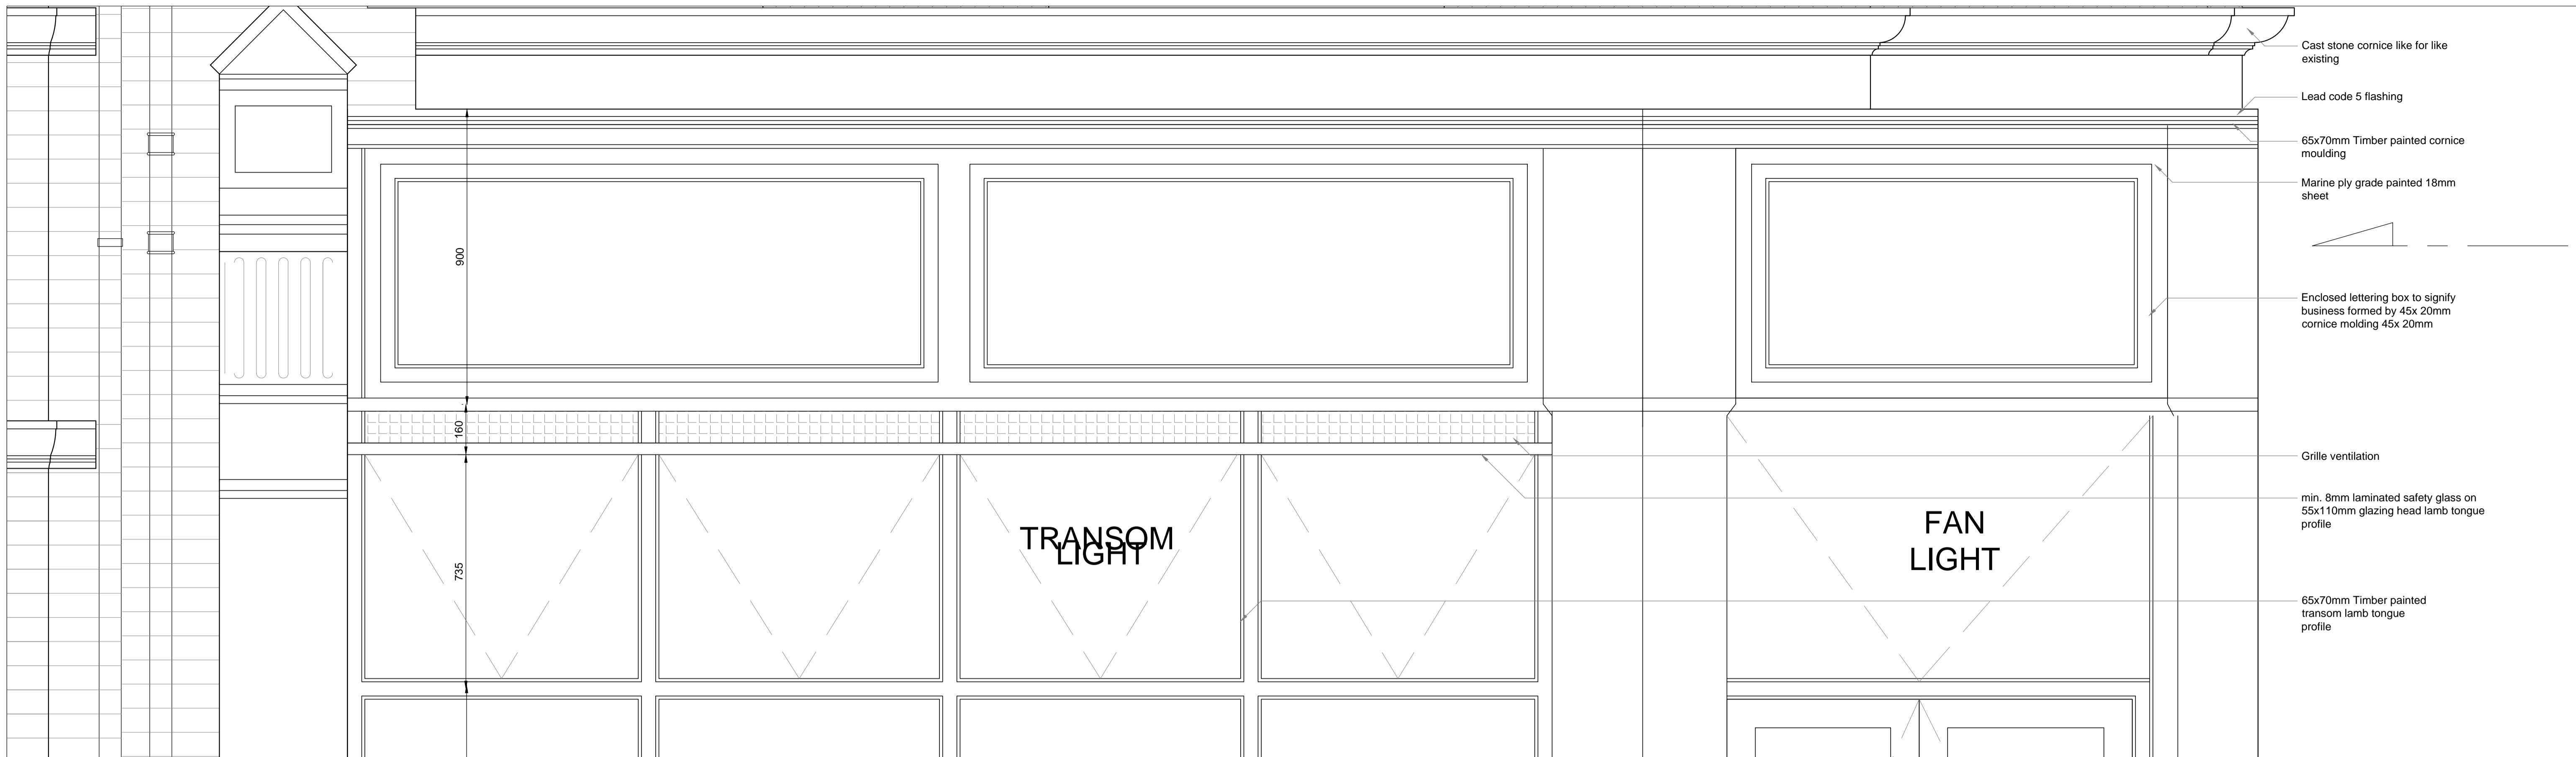 Cast stone cornice like for like
existing
Lead code 5 flashing
65x70mm Timber painted cornice
moulding
Marine ply grade painted 18mm
sheet
900
Enclosed lettering box to signify
business formed by 45x 20mm
cornice molding 45x 20mm
160
Grille ventilation
min. 8mm laminated safety glass on
55x110mm glazing head lamb tongue
profile
TRANSOM
LIGHT
FAN
LIGHT
735
65x70mm Timber painted
transom lamb tongue
profile